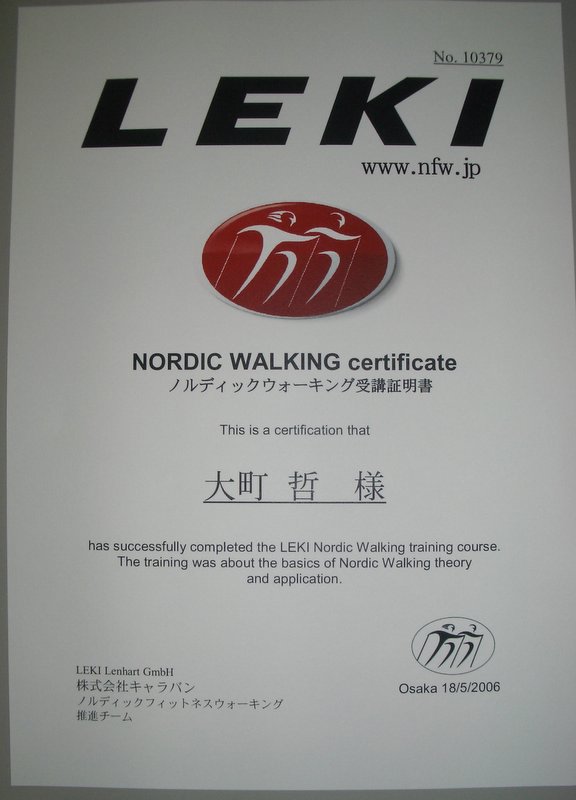 No. 10379
LEKI
www.nfw.jp
NORDIC WALKING certificate
ノルディックウォーキング受講証明書
This is a certification that
大町 哲 様
has successfully completed the LEKI Nordic Walking training course.
The training was about the basics of Nordic Walking theory
and application.
LEKI Lenhart GmbH
株式会社キャラバン
ノルディックフィットネスウォーキング
推進チーム
Osaka 18/5/2006